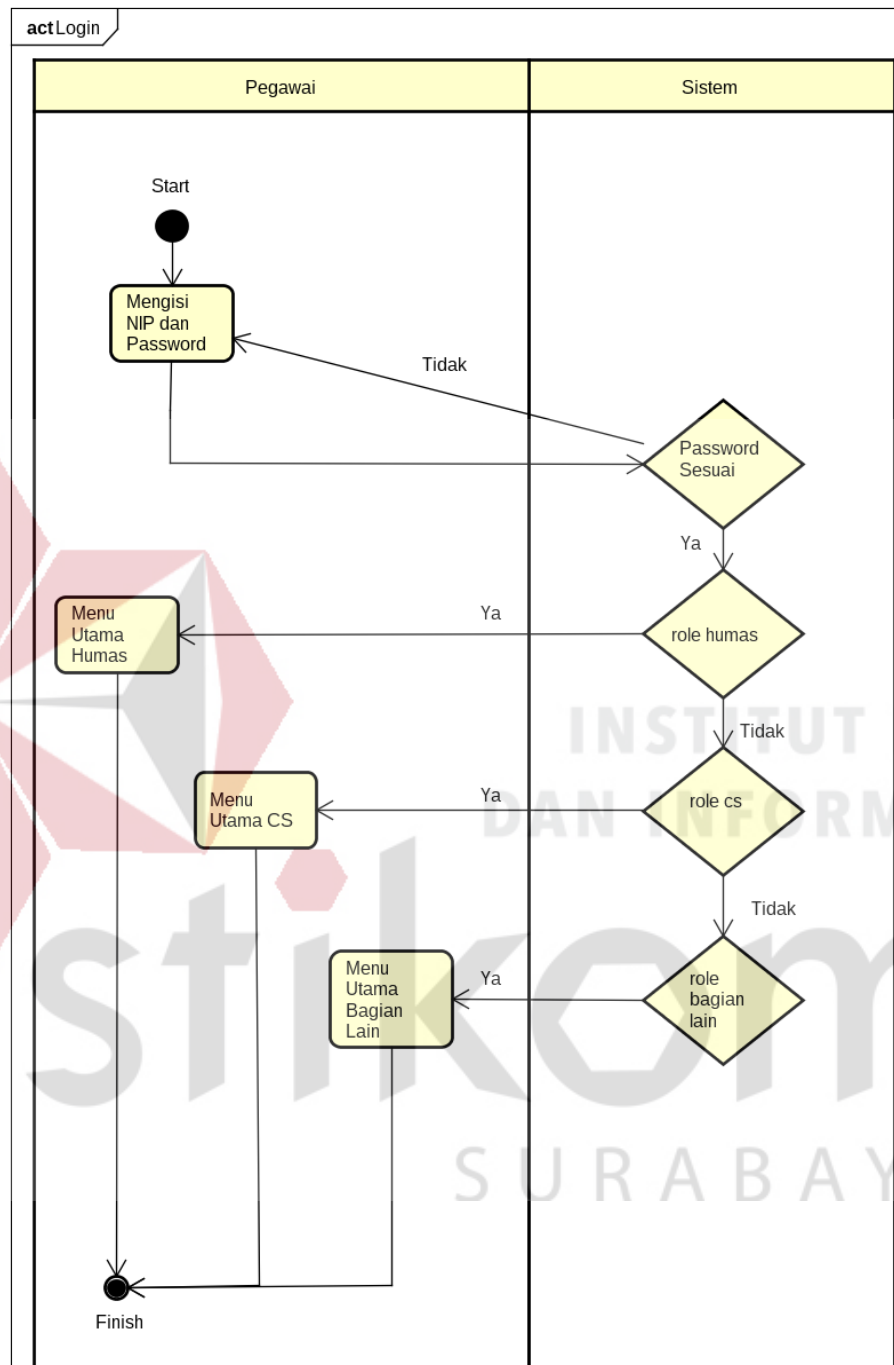 act Login
Pegawai
Sistem
Start
Mengisi
NIP dan
Password
Tidak
Password
Sesuai
Ya
Menu
Utama
Humas
Ya
role humas
Tidak
Menu
Utama CS
Ya
role cs
Tidak
Menu
Utama
Bagian
Lain
Ya
role
bagian
lain
Finish
INSTITUT
DAN INFORM
stikom
SURABAY